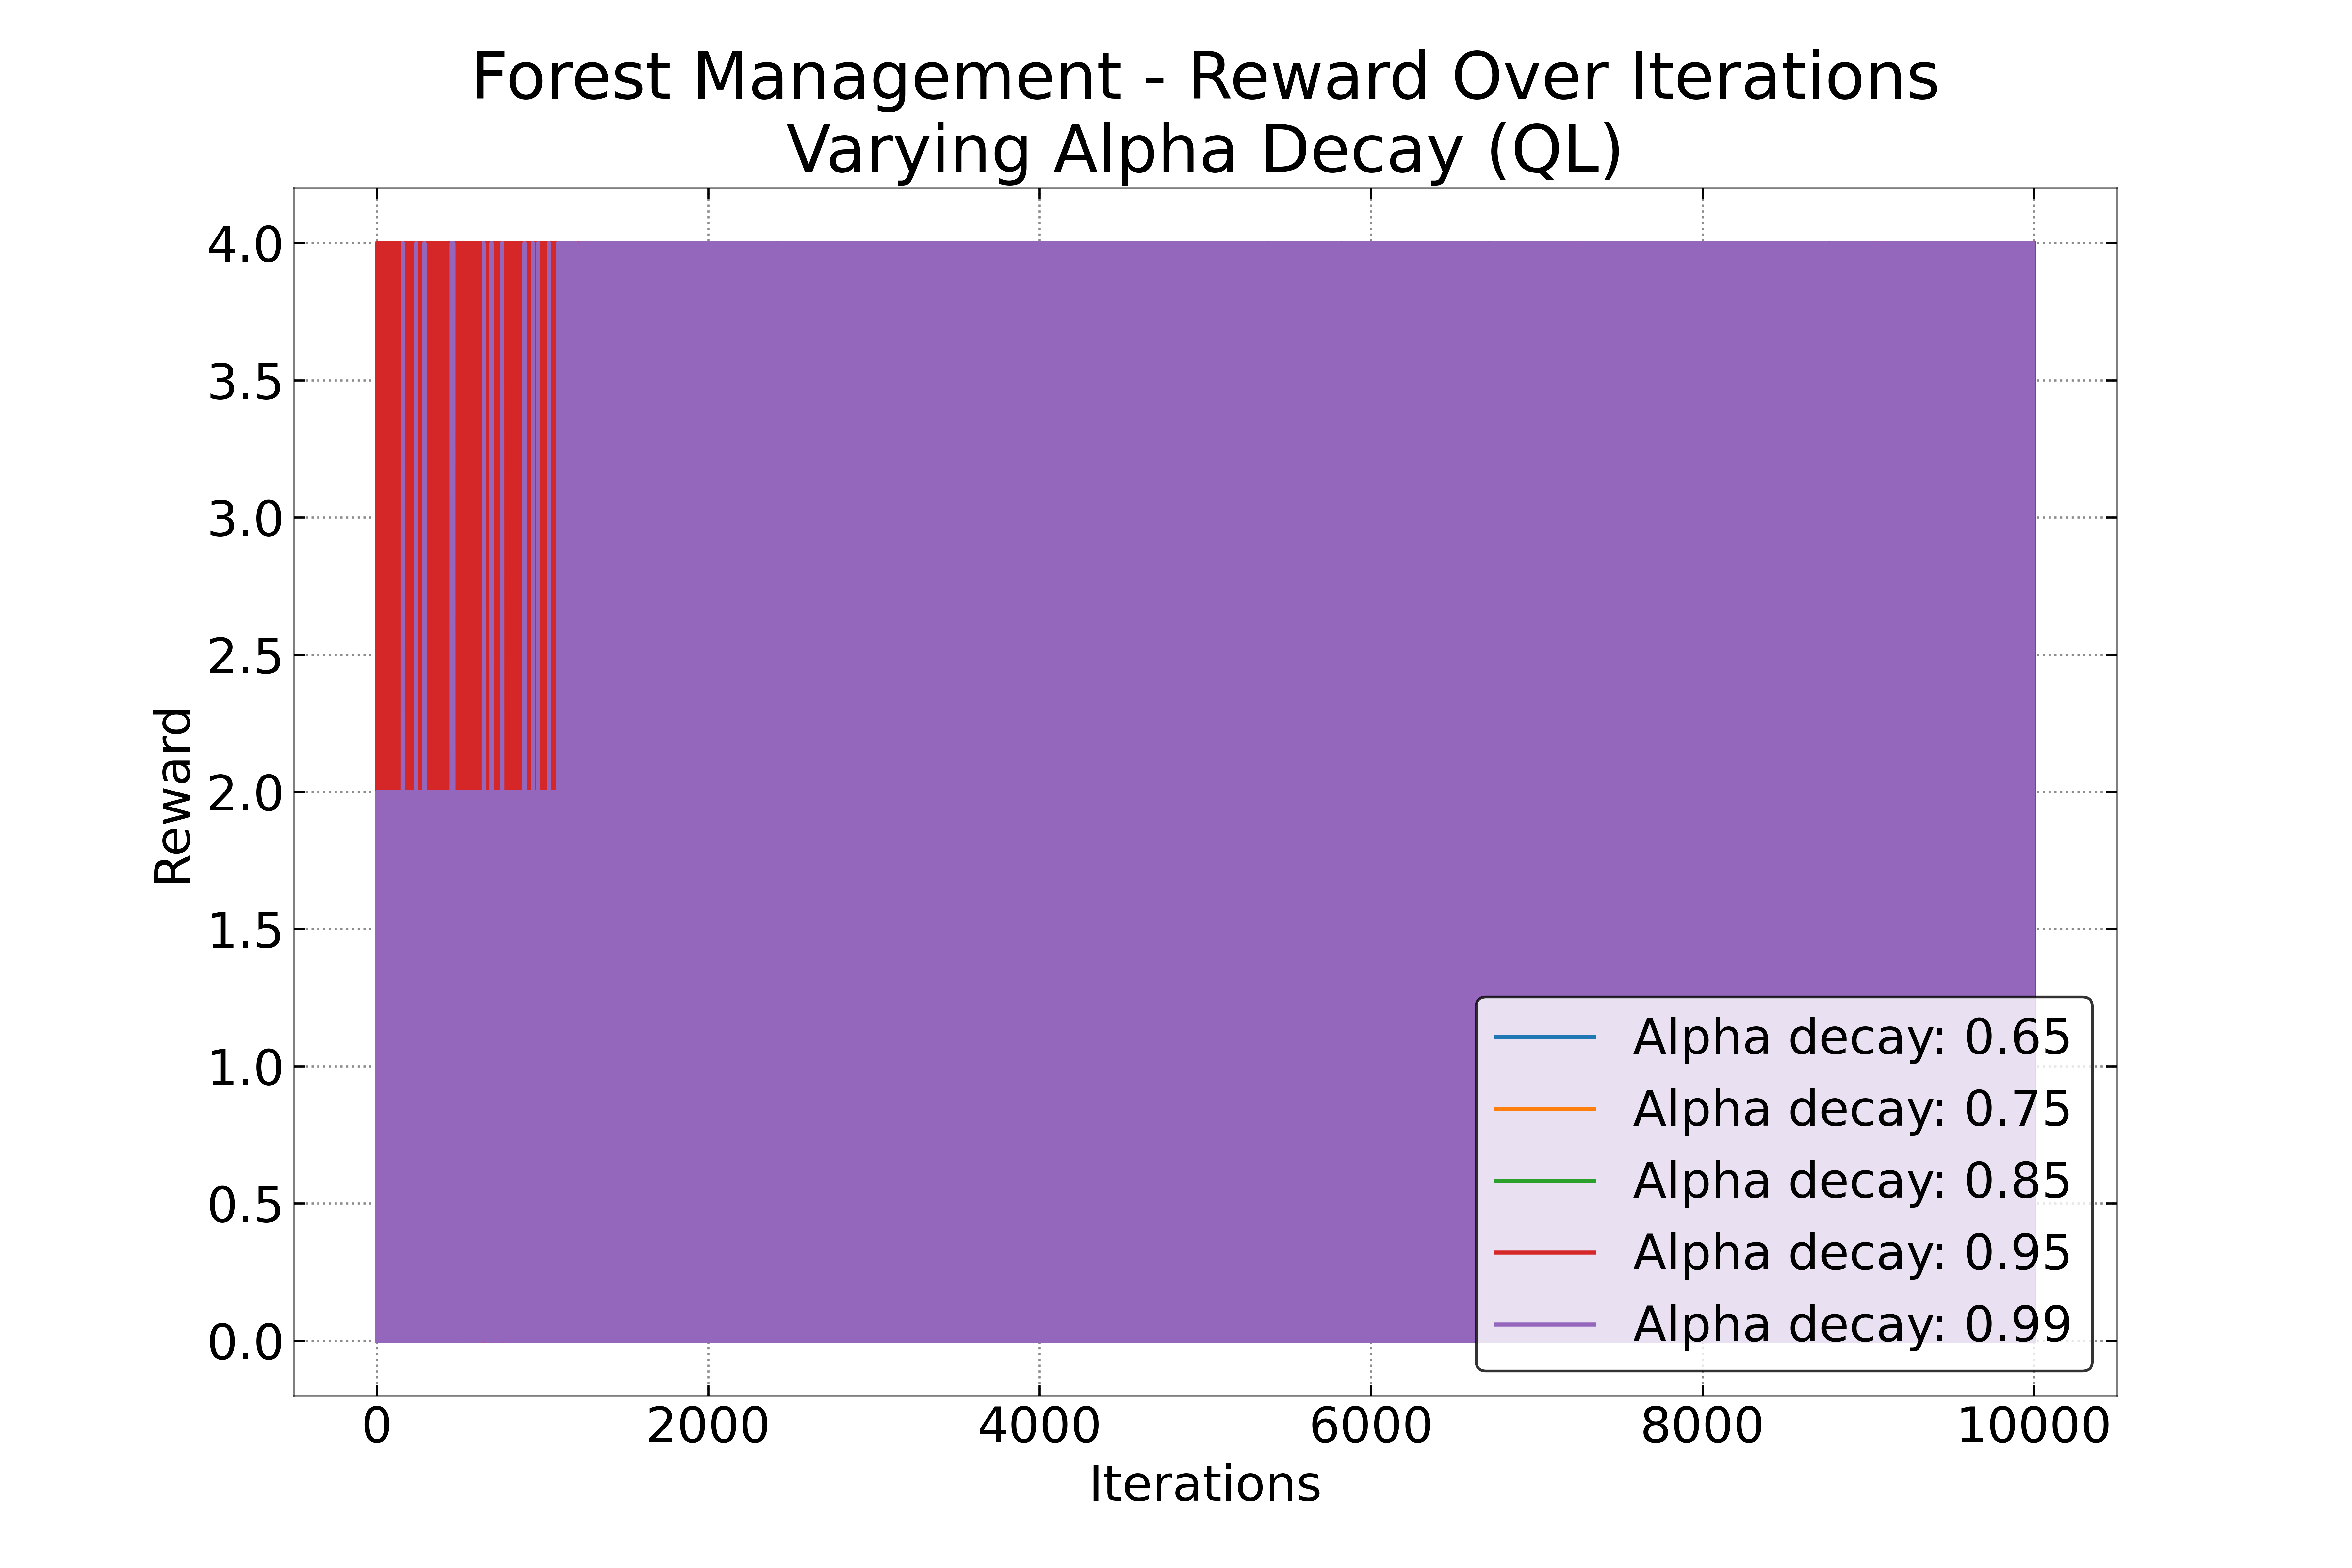 Forest Management - Reward Over Iterations
Varying Alpha Decay (QL)
4.0
3.5
3.0
2.5
2.0
1.5
1.0
0.5
0.0
Reward
0
2000
4000
6000
8000
10000
Iterations
Alpha decay: 0.65
Alpha decay: 0.75
Alpha decay: 0.85
Alpha decay: 0.95
Alpha decay: 0.99